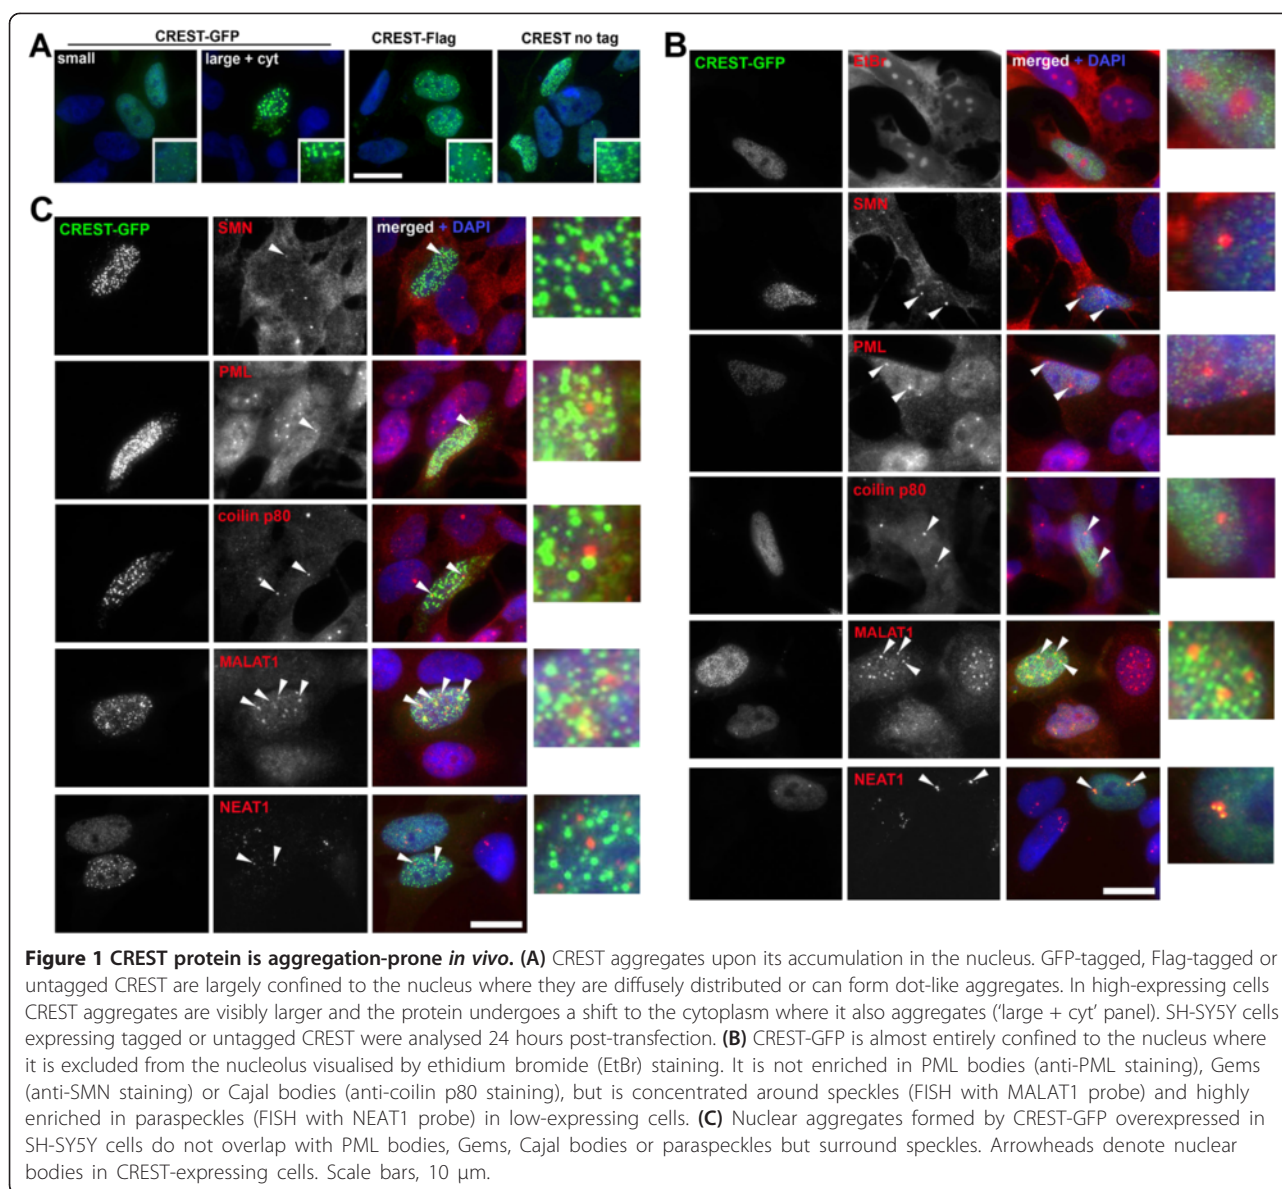 A
CREST-GFP
CREST-Flag
CREST no tag
small
large + cyt
B
CREST-GFP
EtBr
merged + DAPI
SMN
PML
coilin p80
MALAT1
NEAT1
C
CREST-GFP
SMN
merged + DAPI
PML
coilin p80
MALAT1
NEAT1
Figure 1 CREST protein is aggregation-prone in vivo. (A) CREST aggregates upon its accumulation in the nucleus. GFP-tagged, Flag-tagged or
untagged CREST are largely confined to the nucleus where they are diffusely distributed or can form dot-like aggregates. In high-expressing cells
CREST aggregates are visibly larger and the protein undergoes a shift to the cytoplasm where it also aggregates (‘large + cyt’ panel). SH-SY5Y cells
expressing tagged or untagged CREST were analysed 24 hours post-transfection. (B) CREST-GFP is almost entirely confined to the nucleus where
it is excluded from the nucleolus visualised by ethidium bromide (EtBr) staining. It is not enriched in PML bodies (anti-PML staining), Gems
(anti-SMN staining) or Cajal bodies (anti-coilin p80 staining), but is concentrated around speckles (FISH with MALAT1 probe) and highly
enriched in paraspeckles (FISH with NEAT1 probe) in low-expressing cells. (C) Nuclear aggregates formed by CREST-GFP overexpressed in
SH-SY5Y cells do not overlap with PML bodies, Gems, Cajal bodies or paraspeckles but surround speckles. Arrowheads denote nuclear
bodies in CREST-expressing cells. Scale bars, 10 μm.